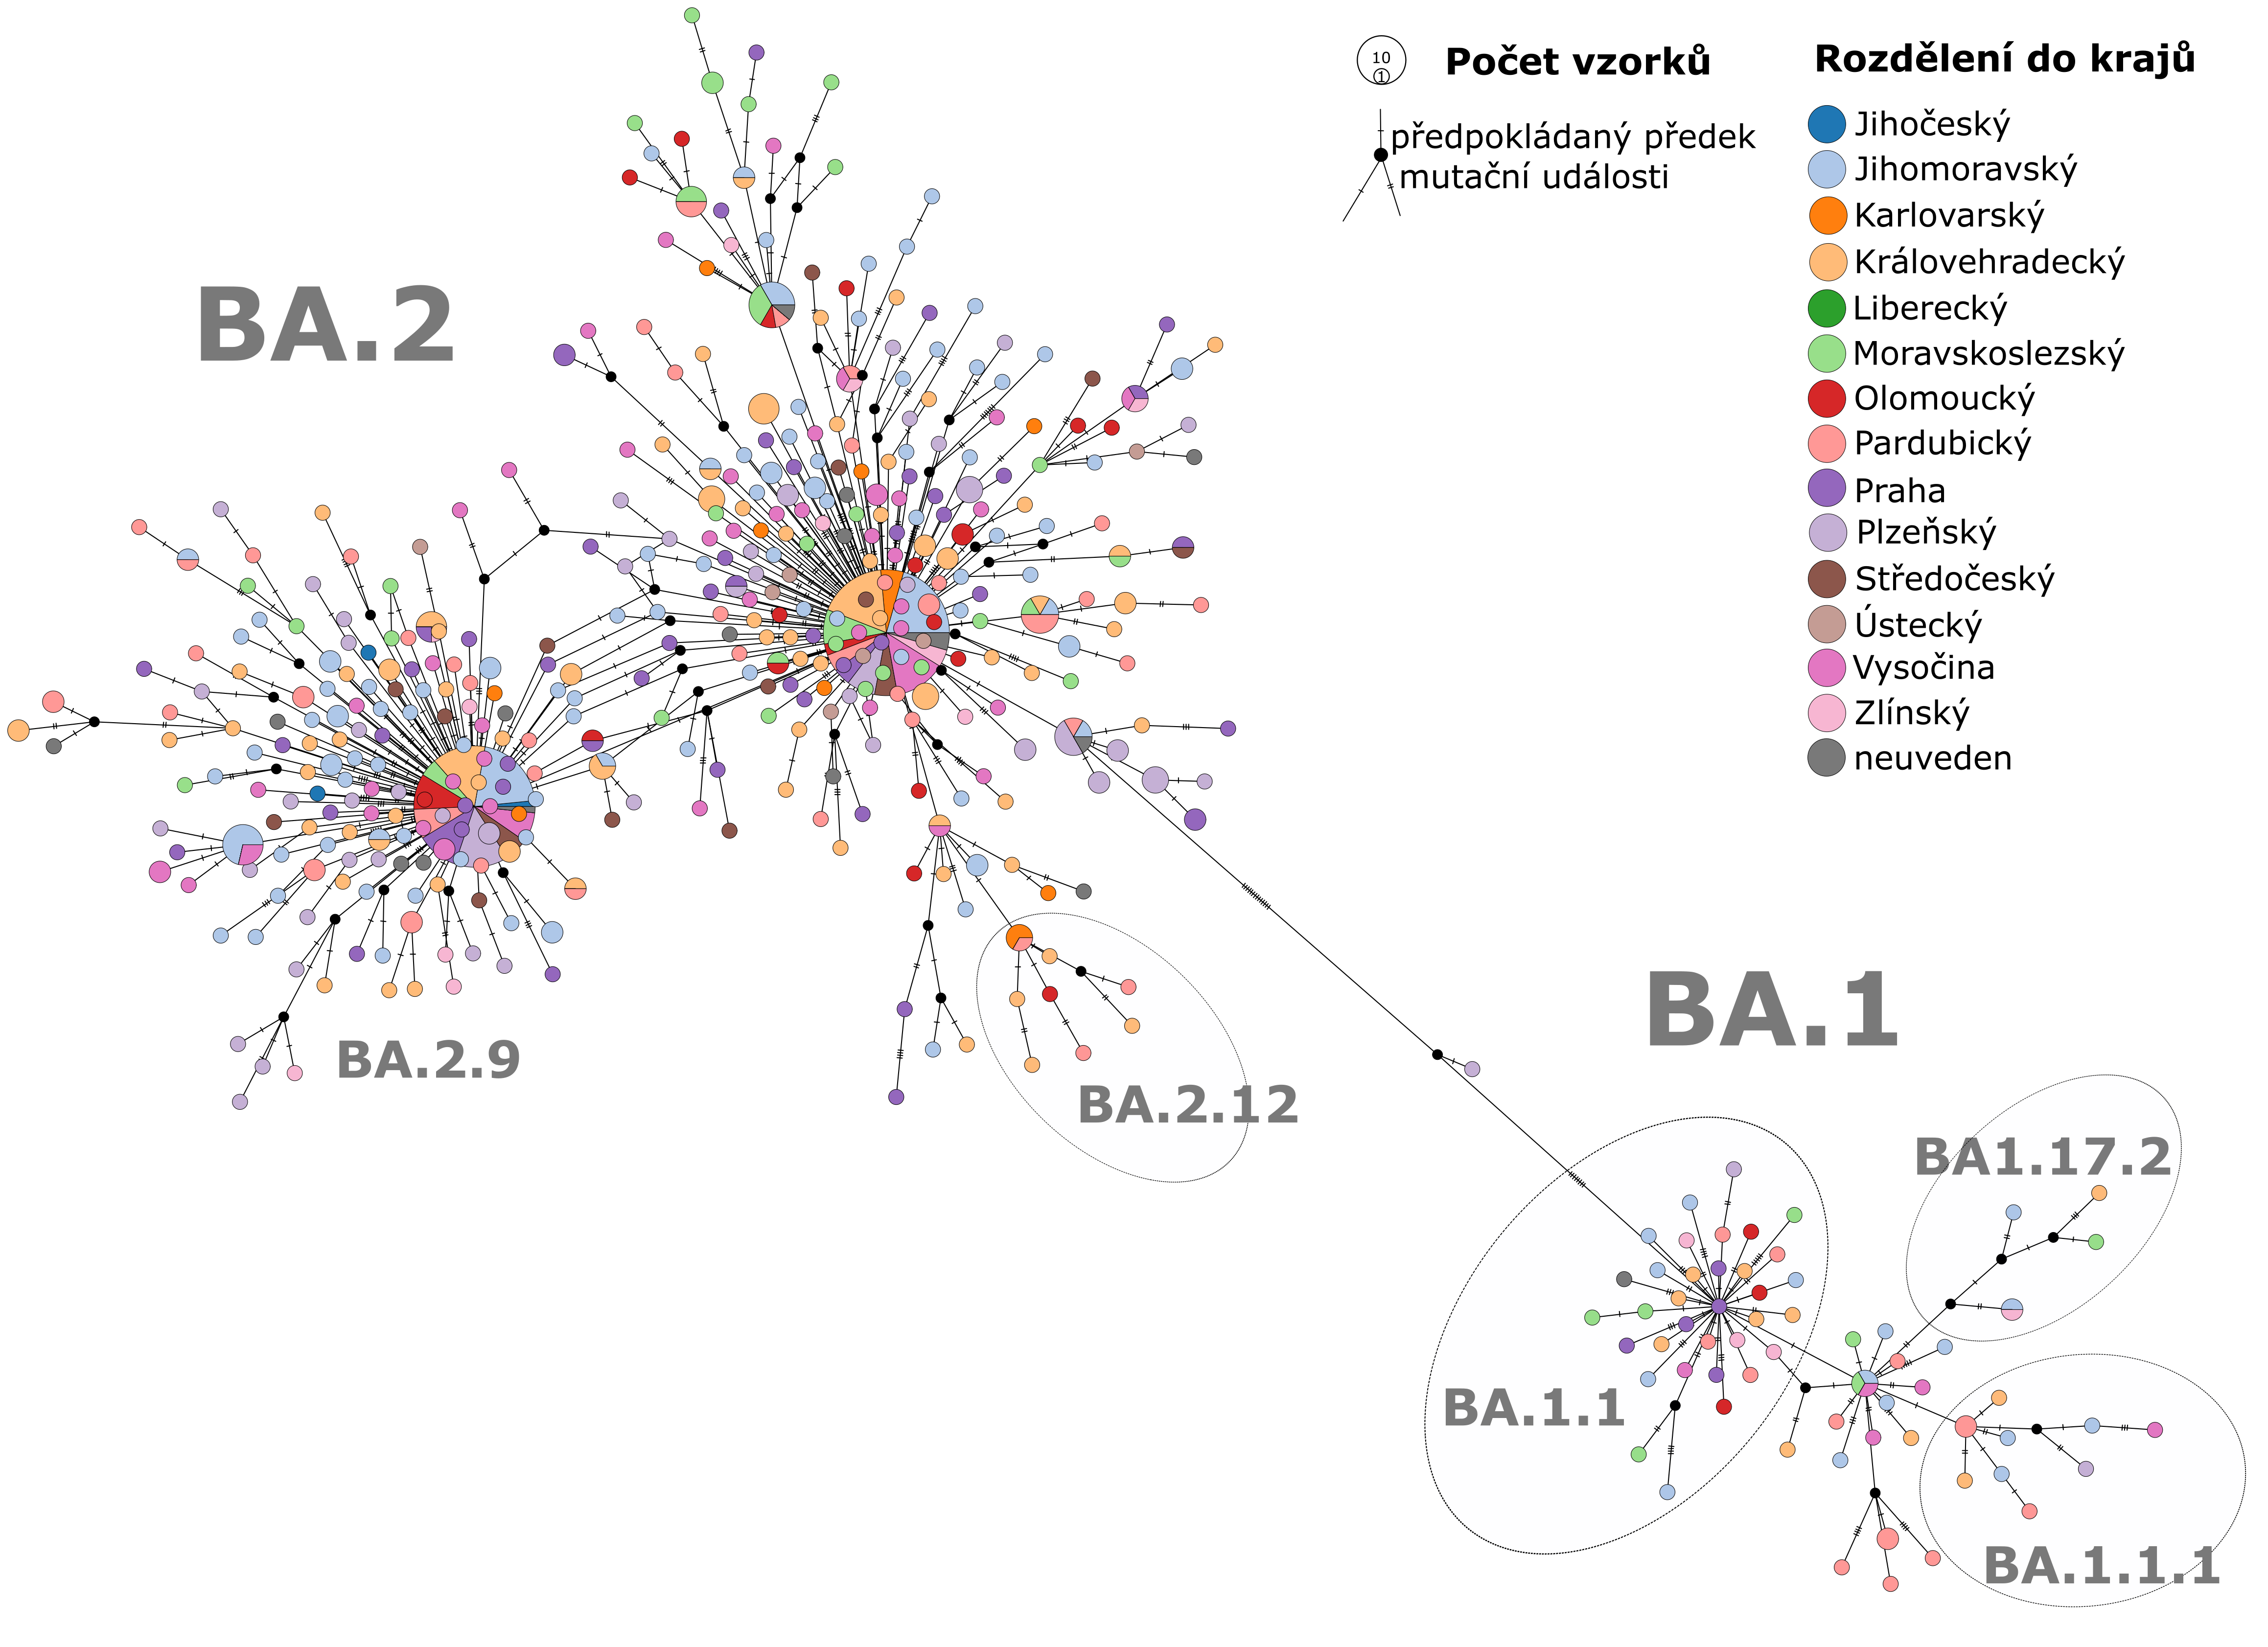 10
1
Počet vzorků
předpokládaný předek
mutační události
Rozdělení do krajů
Jihočeský
Jihomoravský
Karlovarský
Královehradecký
Liberecký
Moravskoslezský
Olomoucký
Pardubický
Praha
Plzeňský
Středočeský
Ústecký
Vysočina
Zlínský
neuveden
BA.2
BA.2.9
BA.2.12
BA.1
BA1.17.2
BA.1.1
BA.1.1.1